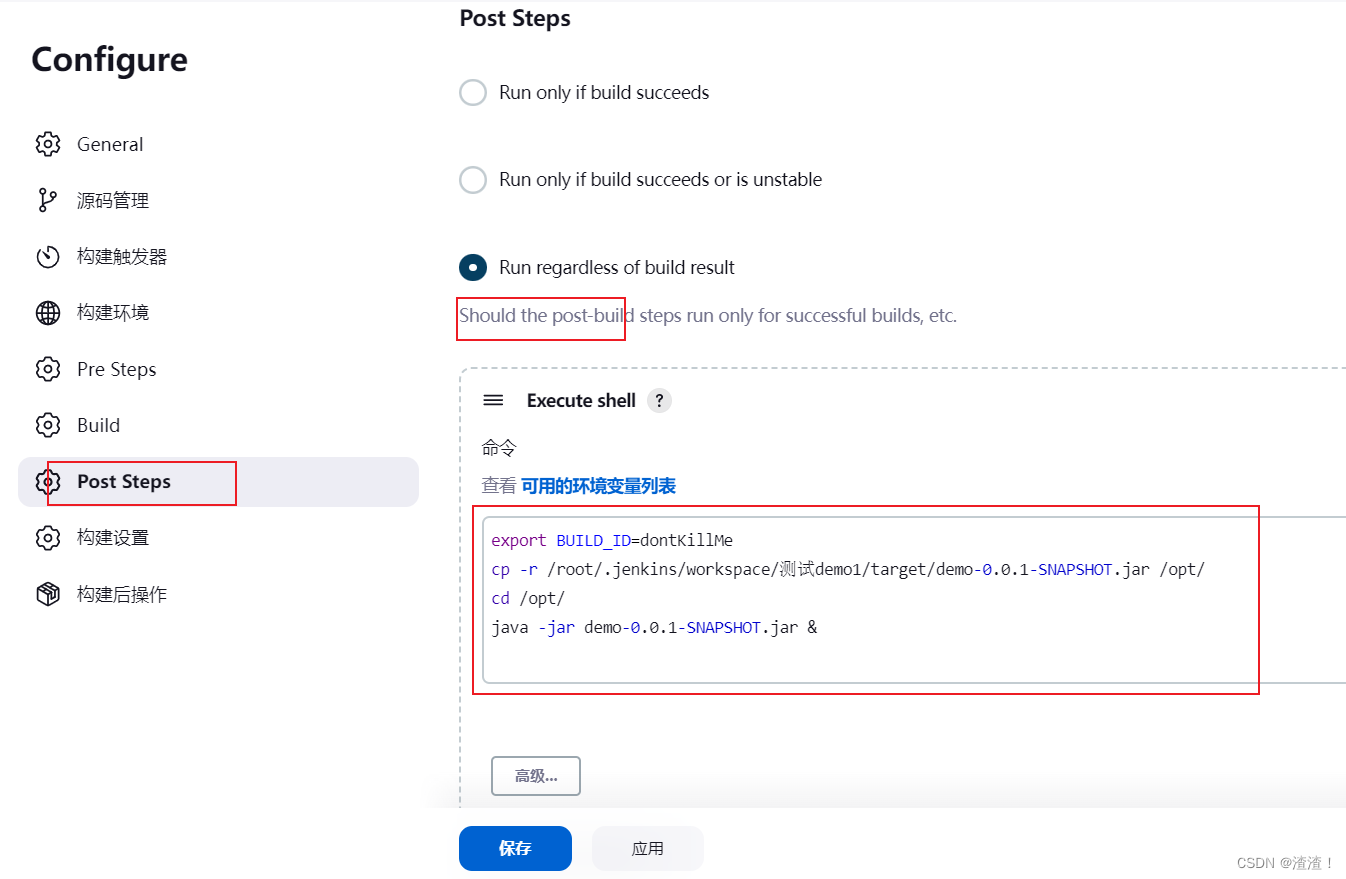 Configure
General
源码管理
构建触发器
构建环境
Pre Steps
Build
Post Steps
构建设置
构建后操作
Post Steps
Run only if build succeeds
Run only if build succeeds or is unstable
Run regardless of build result
Should the post-build steps run only for successful builds, etc.
Execute shell ?
命令
查看 可用的环境变量列表
export BUILD_ID=dontKillMe
cp -r /root/.jenkins/workspace/测试demo1/target/demo-0.0.1-SNAPSHOT.jar /opt/
cd /opt/
java -jar demo-0.0.1-SNAPSHOT.jar &
高级...
保存 应用
CSDN @渣渣！